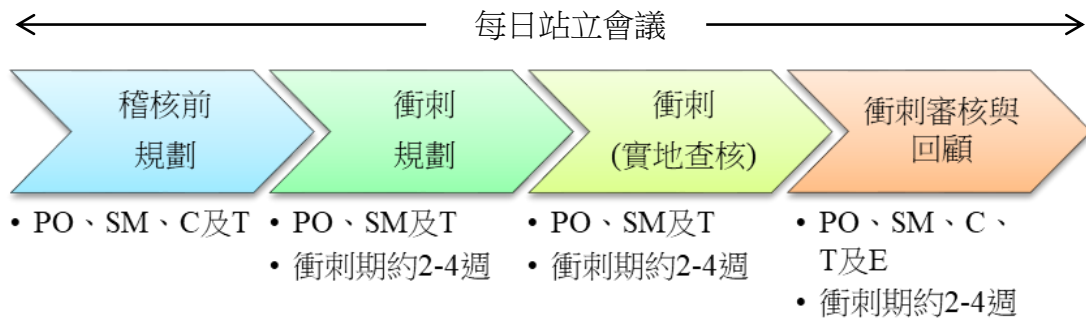 每日站立會議
稽核前
規劃
衝刺
規劃
衝刺
(實地查核)
衝刺審核與
回顧
• PO、SM、C及T
• PO、SM及T
• 衝刺期約2-4週
• PO、SM及T
• 衝刺期約2-4週
• PO、SM、C、
T及E
• 衝刺期約2-4週